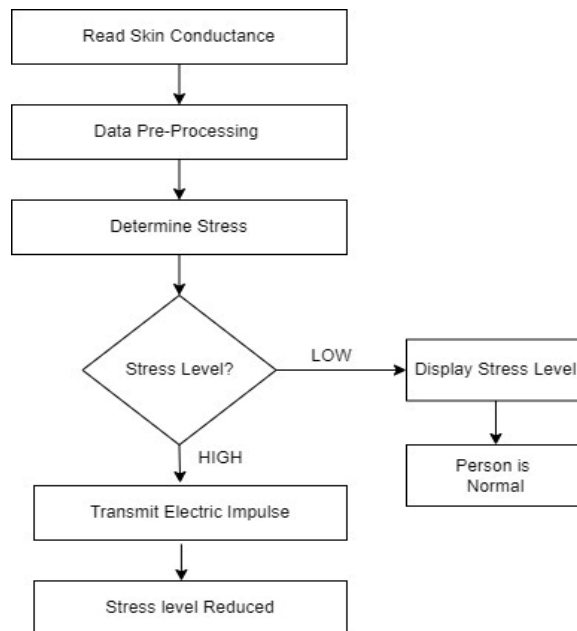 Read Skin Conductance
Data Pre-Processing
Determine Stress
Stress Level?
LOW
Display Stress Level
HIGH
Person is
Normal
Transmit Electric Impulse
Stress level Reduced